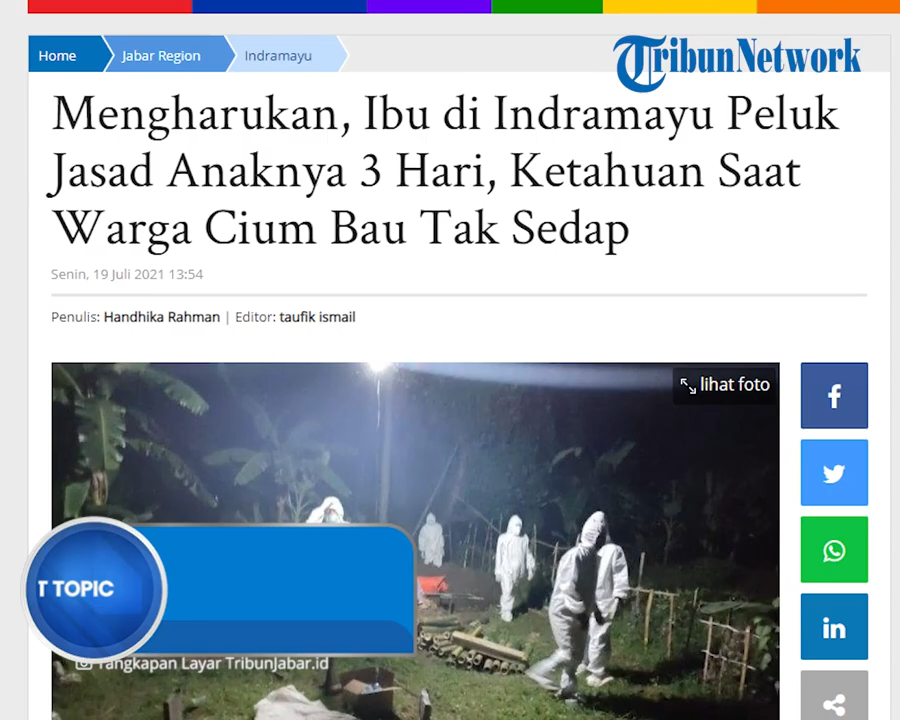 Home
Jabar Region
Indramayu
TribunNetwork
Mengharukan, Ibu di Indramayu Peluk
Jasad Anaknya 3 Hari, Ketahuan Saat
Warga Cium Bau Tak Sedap
Senin, 19 Juli 2021 13:54
Penulis: Handhika Rahman | Editor: taufik ismail
lihat foto
T TOPIC
Tangkapan Layar TribunJabar.id